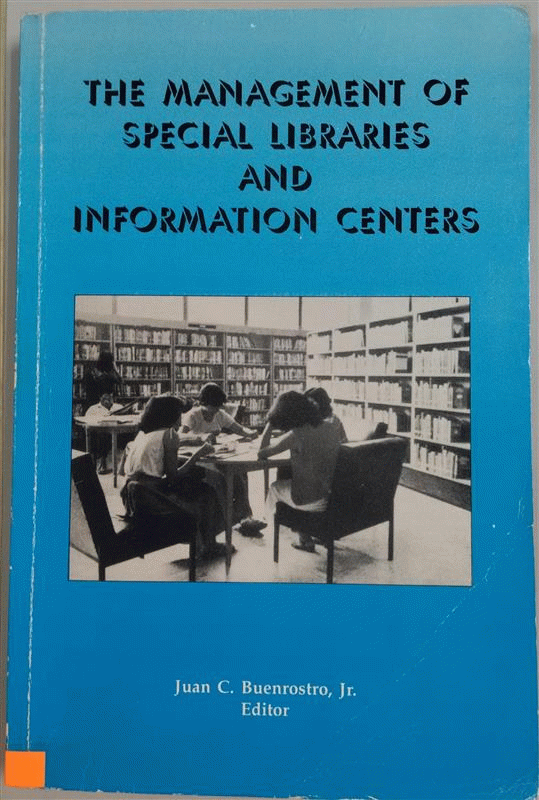 THE MANAGEMENT OF
SPECIAL LIBRARIES
AND
INFORMATION CENTERS
Juan C. Buenrostro, Jr.
Editor